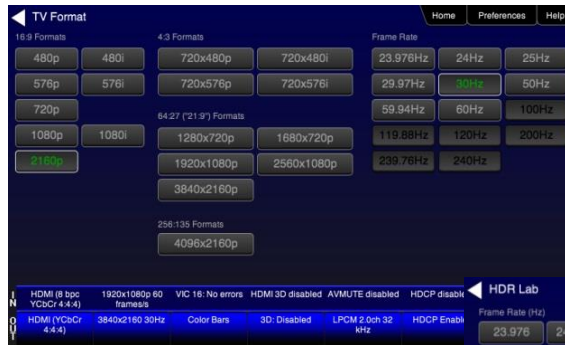 TV Format
Home Preferences Help
16:9 Formats 4:3 Formats Frame Rate
480p 480i 720x480p 720x480i 23.976Hz 24Hz 25Hz
576p 576i 720x576p 720x576i 29.97Hz 30Hz 50Hz
720p 59.94Hz 60Hz 100Hz
64:27 ("21:9") Formats
1080p 1080i 1280x720p 1680x720p 119.88Hz 120Hz 200Hz
2160p 1920x1080p 2560x1080p 239.76Hz 240Hz
3840x2160p
256:135 Formats
4096x2160p
IN
HDMI (8 bpc YCbCr 4:4:4)
1920x1080p 60 frames/s
VIC 16: No errors
HDMI 3D disabled
AVMUTE disabled
HDCP disable
OUT
HDMI (YCbCr 4:4:4)
3840x2160 30Hz
Color Bars
3D: Disabled
LPCM 2.0ch 32 kHz
HDCP Enabl
HDR Lab
Frame Rate (Hz)
23.976 2